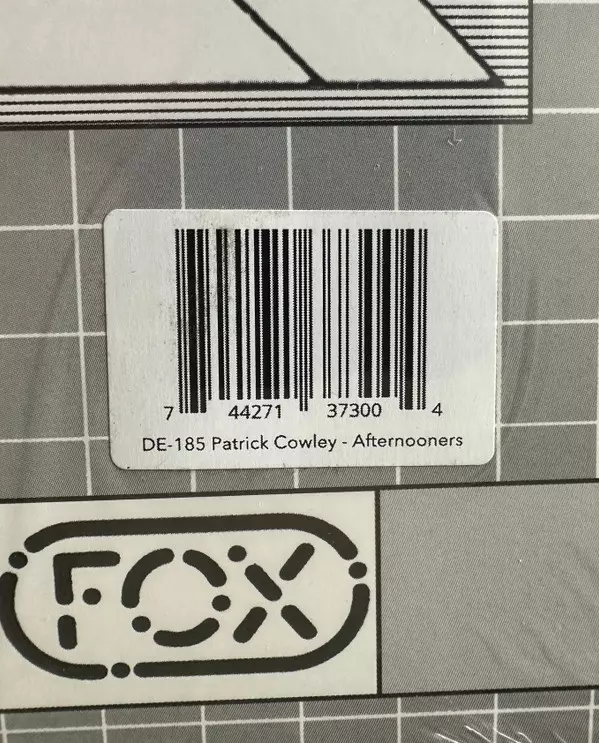 7 44271 37300 4
DE-185 Patrick Cowley - Afternooners
FOX